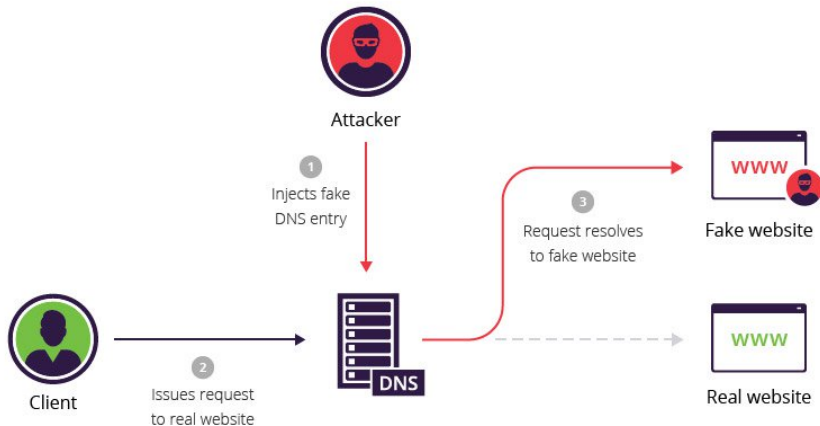 Attacker
1
Injects fake
DNS entry
www
Fake website
3
Request resolves
to fake website
DNS
Client
2
Issues request
to real website
www
Real website